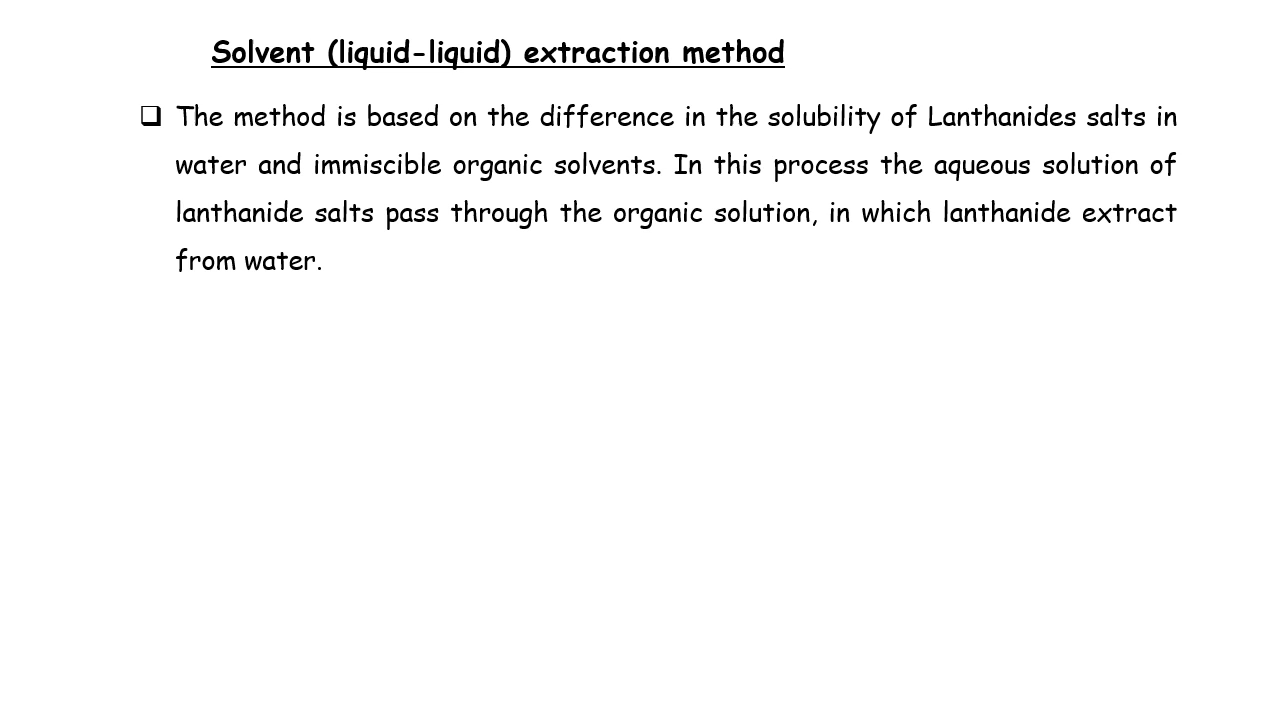 Solvent (liquid-liquid) extraction method
❑ The method is based on the difference in the solubility of Lanthanides salts in
water and immiscible organic solvents. In this process the aqueous solution of
lanthanide salts pass through the organic solution, in which lanthanide extract
from water.